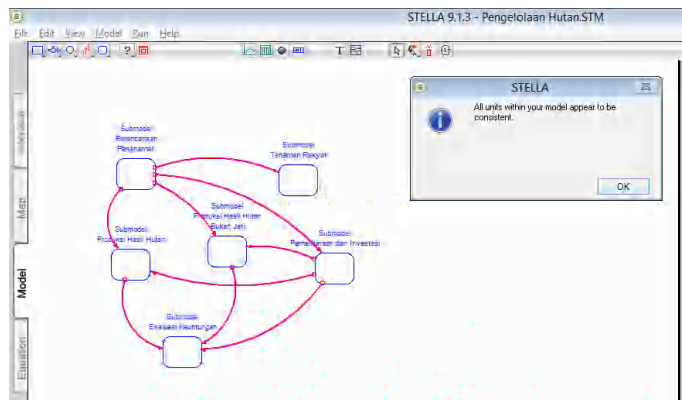 STELLA 9.1.3 - Pengelolaan Hutan.STM
File Edit View Model Run Help
T
STELLA
All units within your model appear to be
consistent.
OK
Map
Model
Equation
Submodel
Perencanaan
Penanaman
Submodel
Tanaman Rakyat
Submodel
Produksi Hasil Hutan
Bukan Jati
Submodel
Produksi Hasil Hutan
Submodel
Pemeliharaan dan Investasi
Submodel
Evaluasi Keuntungan